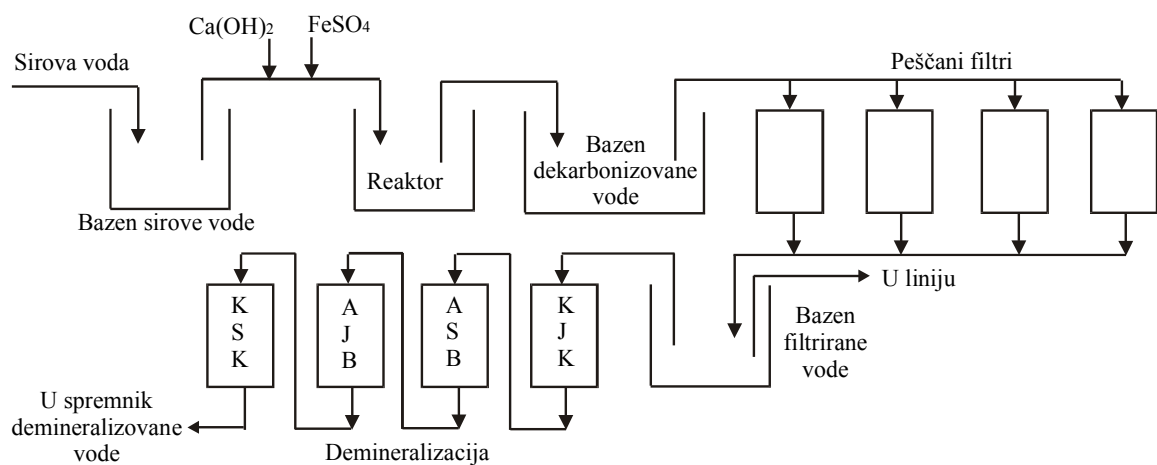 Ca(OH)2
FeSO4
Sirova voda
Peščani filtri
Reaktor
Bazen
dekarbonizovane
vode
Bazen sirove vode
U liniju
K
S
K
A
J
B
A
S
B
K
J
K
Bazen
filtrirane
vode
U spremnik
demineralizovane
vode
Demineralizacija